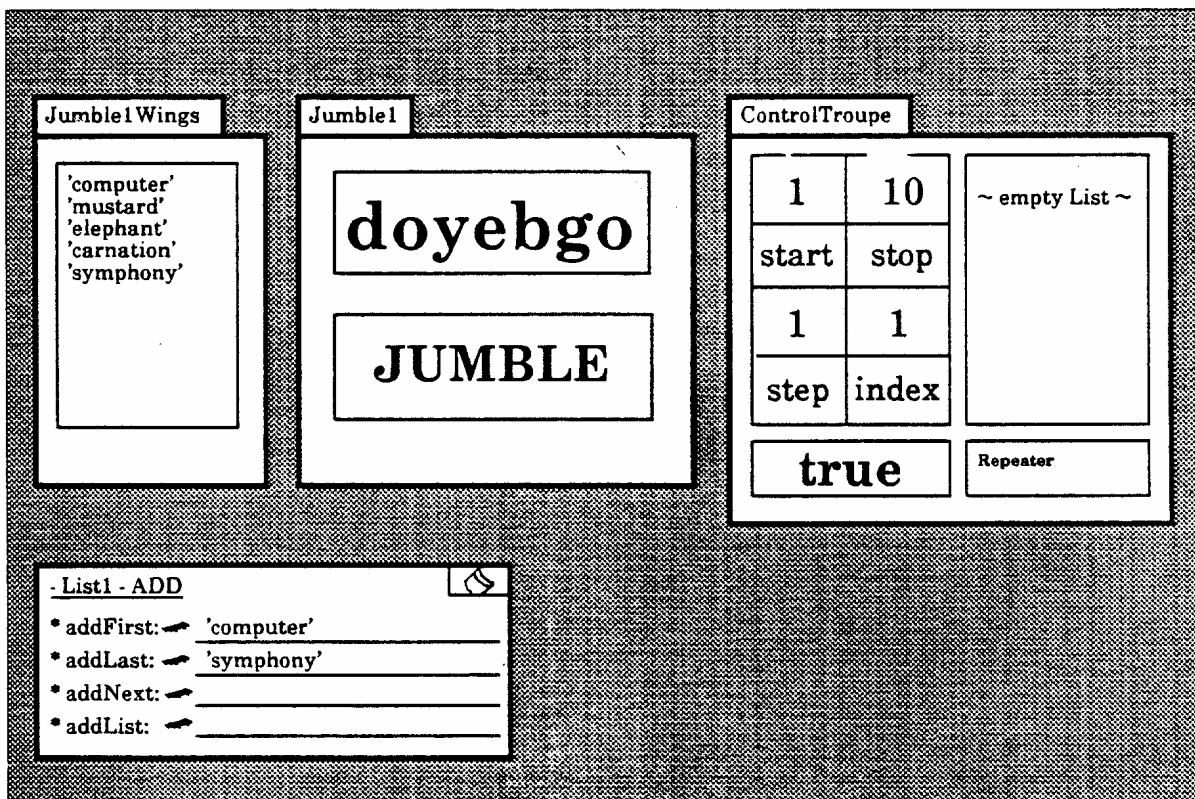 Jumble1Wings
'computer'
'mustard'
'elephant'
'carnation'
'symphony'
Jumble1
doyebgo
JUMBLE
ControlTroupe
1 10
start stop
1 1
step index
true
~ empty List ~
Repeater
- List1 - ADD
* addFirst: 'computer'
* addLast: 'symphony'
* addNext:
* addList: